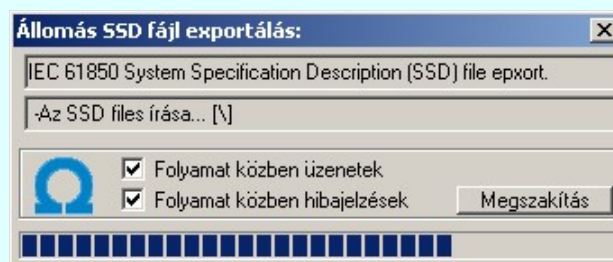 Állomás SSD fájl exportálás:
IEC 61850 System Specification Description (SSD) file epxort.
-Az SSD files írása... [\]
Folyamat közben üzenetek
Folyamat közben hibajelzések
Megszakítás